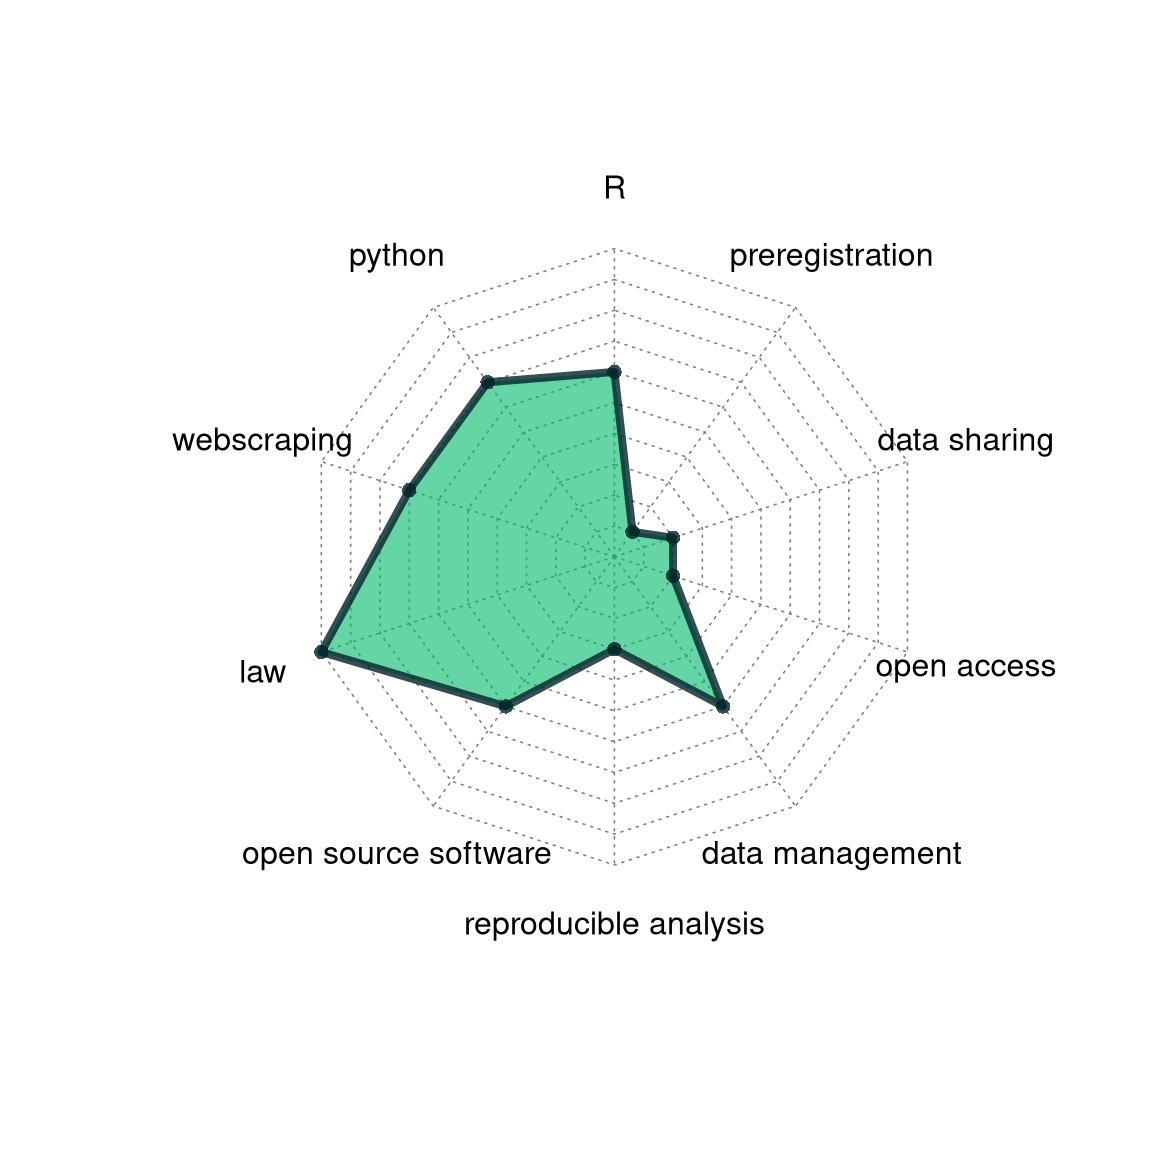 R
python
preregistration
webscraping
data sharing
law
open access
open source software
data management
reproducible analysis